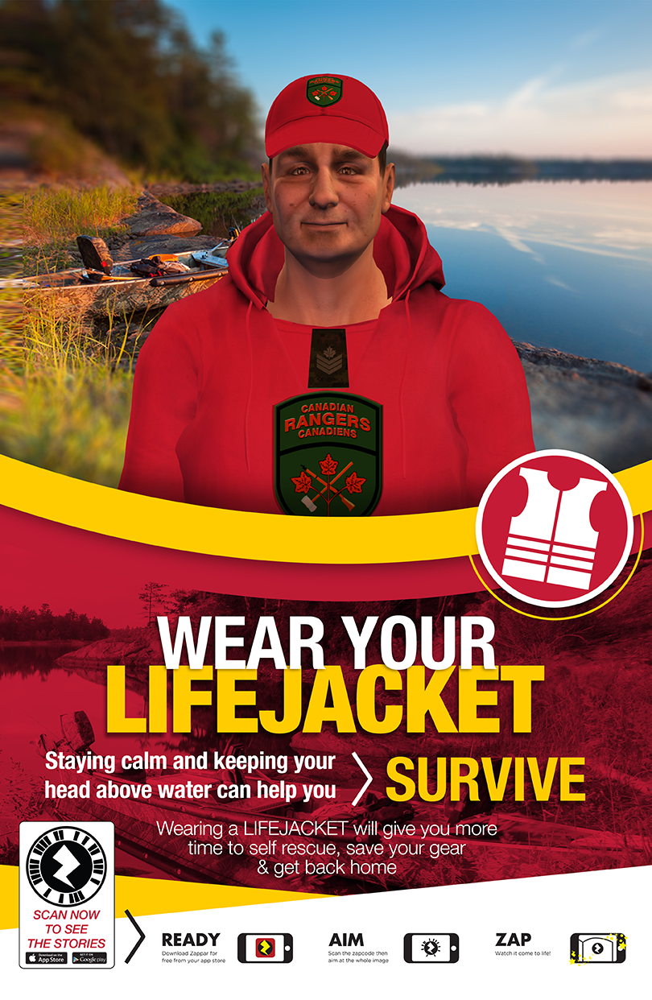 RANGERS
CANADIAN
RANGERS
CANADIENS
WEAR YOUR
LIFEJACKET
Staying calm and keeping your
head above water can help you
SURVIVE
Wearing a LIFEJACKET will give you more
time to self rescue, save your gear
& get back home
SCAN NOW
TO SEE
THE STORIES
Download on the
App Store
GET IT ON
Google play
READY
Download Zappar for
free from your app store
AIM
Scan the zapcode then
aim at the whole image
ZAP
Watch it come to life!